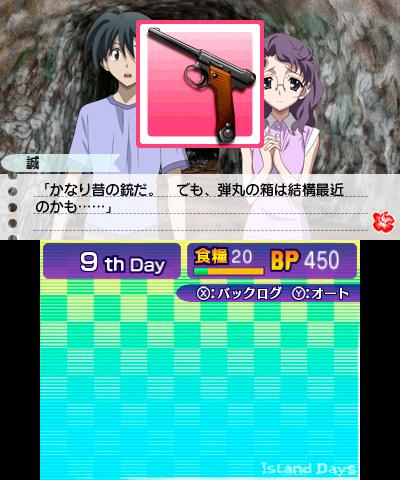 誠
「かなり昔の銃だ。　でも、弾丸の箱は結構最近
のかも……」
9 th Day
食糧 20
BP 450
Ⓧ:バックログ Ⓨ:オート
Island Days